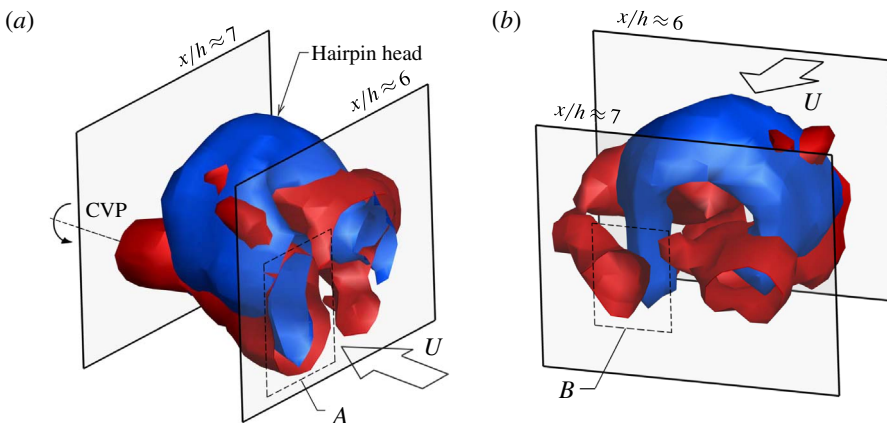 (a)
x/h ≈ 7
Hairpin head
x/h ≈ 6
CVP
U
A
(b)
x/h ≈ 6
U
x/h ≈ 7
B